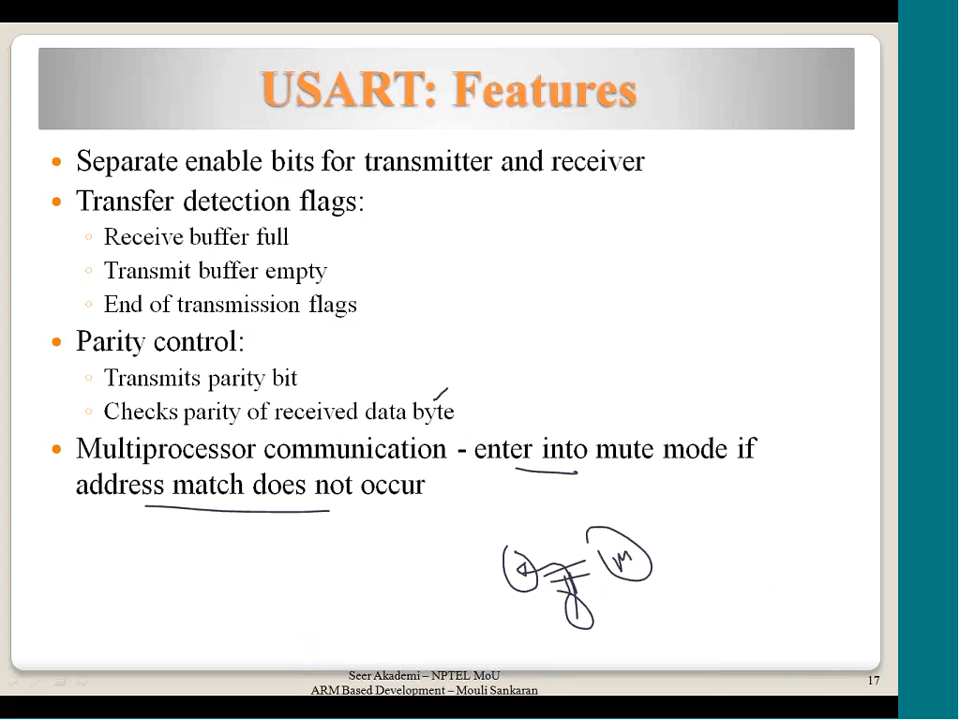 USART: Features
• Separate enable bits for transmitter and receiver
• Transfer detection flags:
◦ Receive buffer full
◦ Transmit buffer empty
◦ End of transmission flags
• Parity control:
◦ Transmits parity bit
◦ Checks parity of received data byte
• Multiprocessor communication - enter into mute mode if
address match does not occur
M
Seer Akademi – NPTEL MoU
ARM Based Development – Mouli Sankaran
17